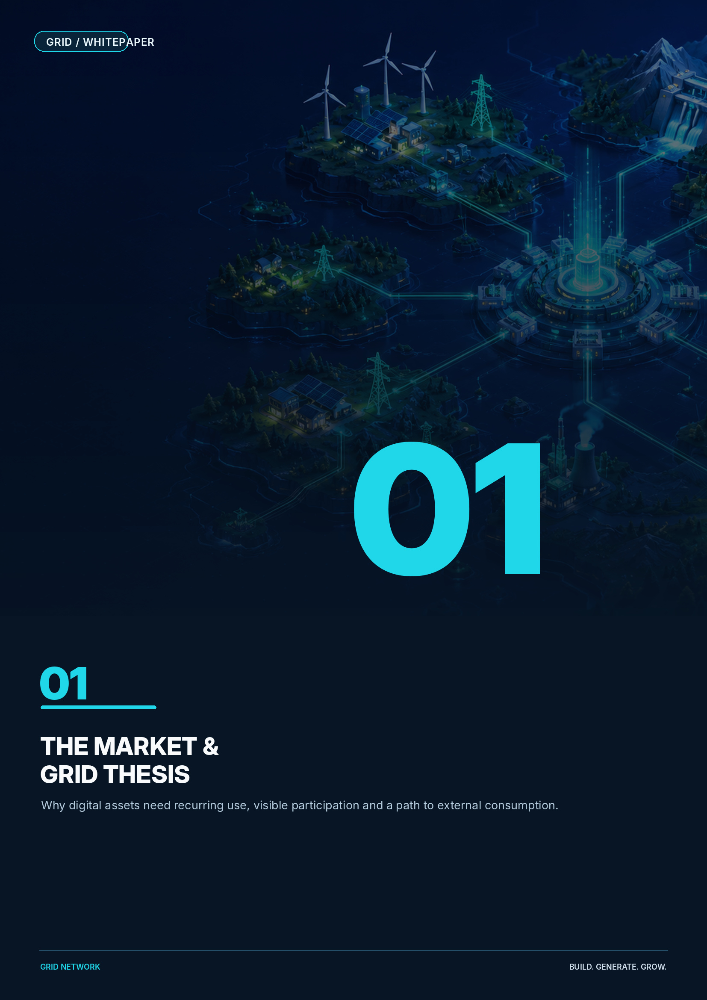 GRID / WHITEPAPER
01
01
THE MARKET &
GRID THESIS
Why digital assets need recurring use, visible participation and a path to external consumption.
GRID NETWORK
BUILD. GENERATE. GROW.